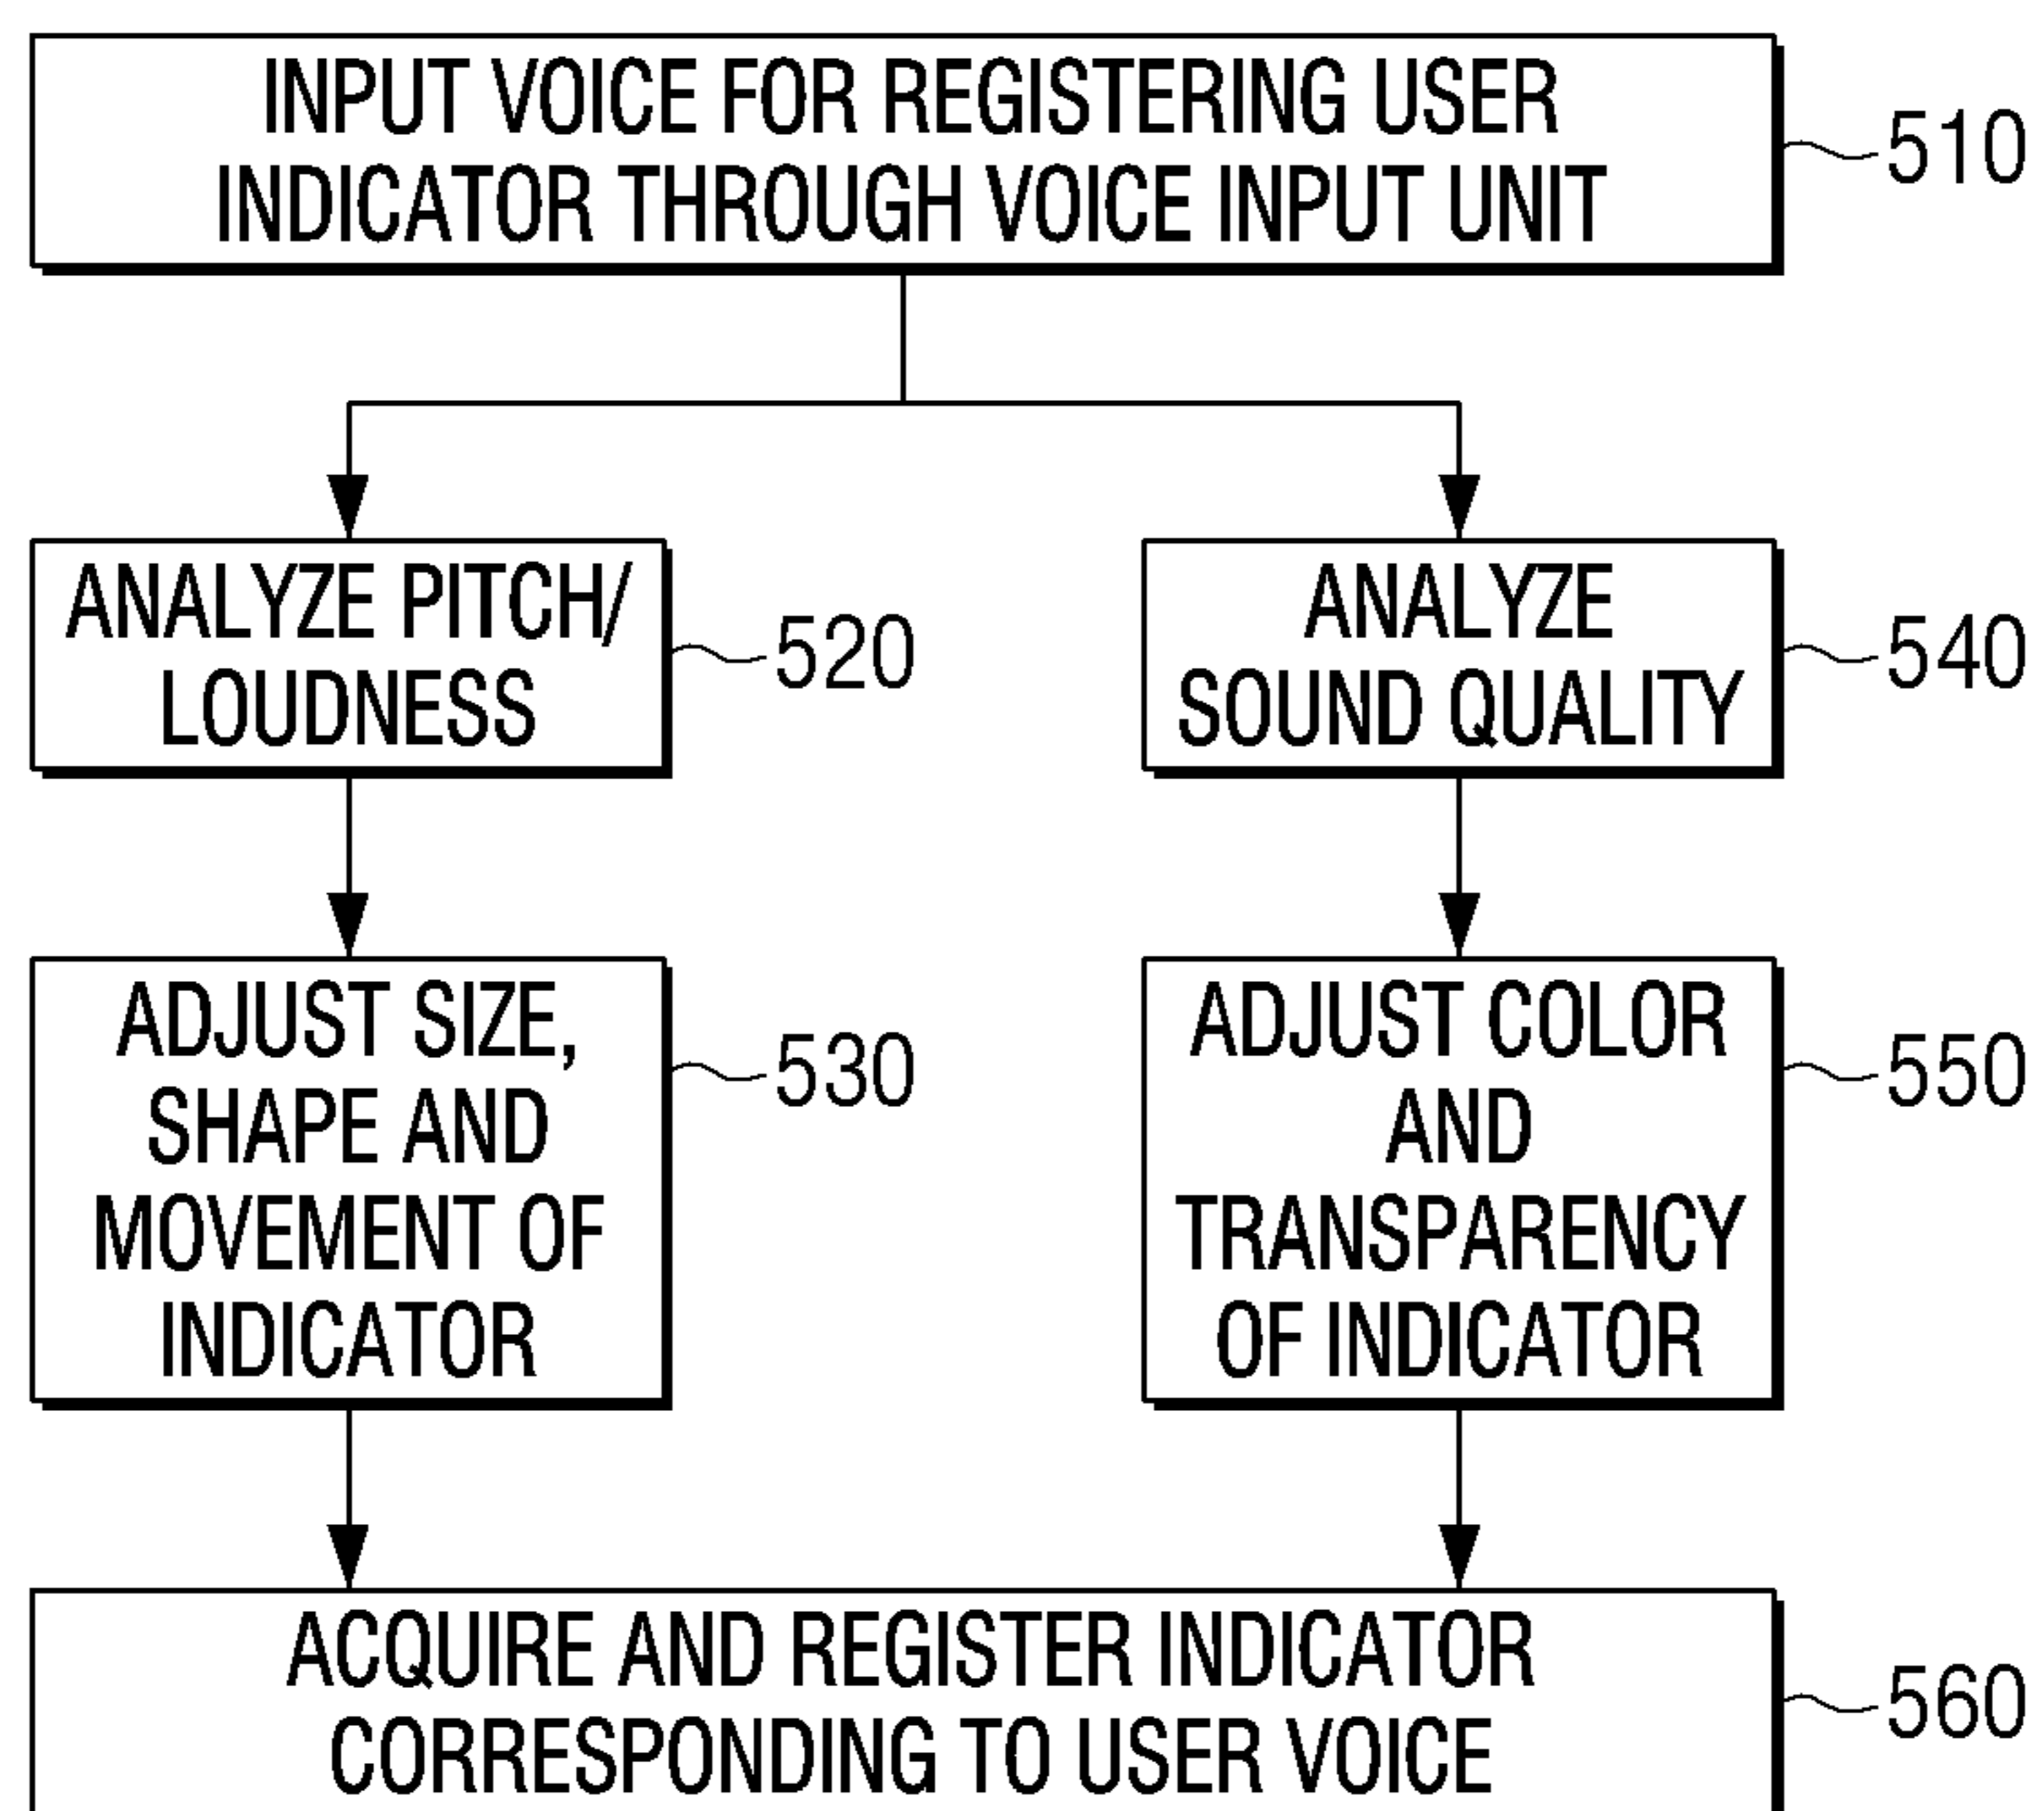 INPUT VOICE FOR REGISTERING USER
INDICATOR THROUGH VOICE INPUT UNIT
510
ANALYZE PITCH/
LOUDNESS
520
ANALYZE
SOUND QUALITY
540
ADJUST SIZE,
SHAPE AND
MOVEMENT OF
INDICATOR
530
ADJUST COLOR
AND
TRANSPARENCY
OF INDICATOR
550
ACQUIRE AND REGISTER INDICATOR
CORRESPONDING TO USER VOICE
560